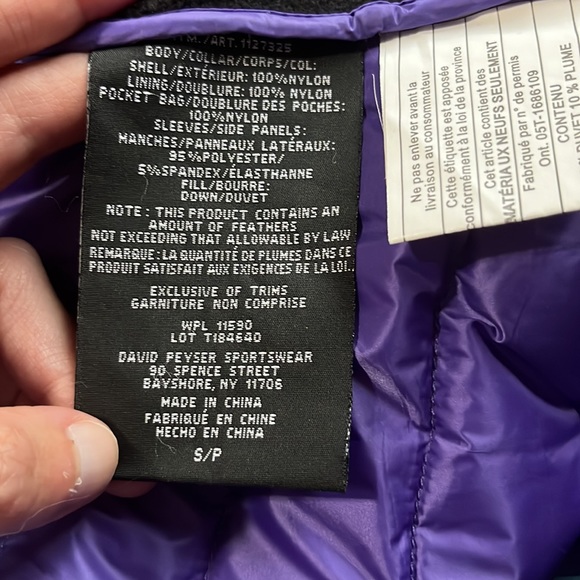 M./ART. 1127325
BODY/COLLAR/CORPS/COL:
SHELL/EXTÉRIEUR: 100%NYLON
LINING/DOUBLURE: 100% NYLON
POCKET BAG/DOUBLURE DES POCHES:
100%NYLON
SLEEVES/SIDE PANELS:
MANCHES/PANNEAUX LATÉRAUX:
95%POLYESTER/
5%SPANDEX/ÉLASTHANNE
FILL/BOURRE:
DOWN/DUVET
NOTE : THIS PRODUCT CONTAINS AN
AMOUNT OF FEATHERS
NOT EXCEEDING THAT ALLOWABLE BY LAW
REMARQUE: LA QUANTITÉ DE PLUMES DANS CE
PRODUIT SATISFAIT AUX EXIGENCES DE LA LOI.
EXCLUSIVE OF TRIMS
GARNITURE NON COMPRISE
WPL 11590
LOT T184640
DAVID PEYSER SPORTSWEAR
90 SPENCE STREET
BAYSHORE, NY 11706
MADE IN CHINA
FABRIQUÉ EN CHINE
HECHO EN CHINA
S/P
Ne pas enlever avant la
livraison au consommateur
Cette étiquette est apposée
conformément à la loi de la province
Cet article contient des
MATÉRIAUX NEUFS SEULEMENT
Fabriqué par n° de permis
Ont. 05T-1686109
CONTENU
ET 10 % PLUME